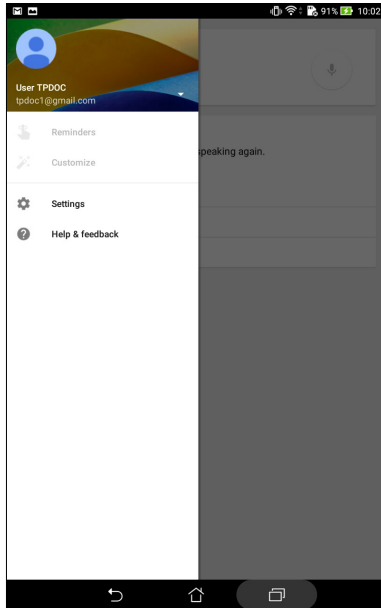 91% 10:02
User TPDOC
tpdoc1@gmail.com
Reminders
Customize
speaking again.
Settings
Help & feedback